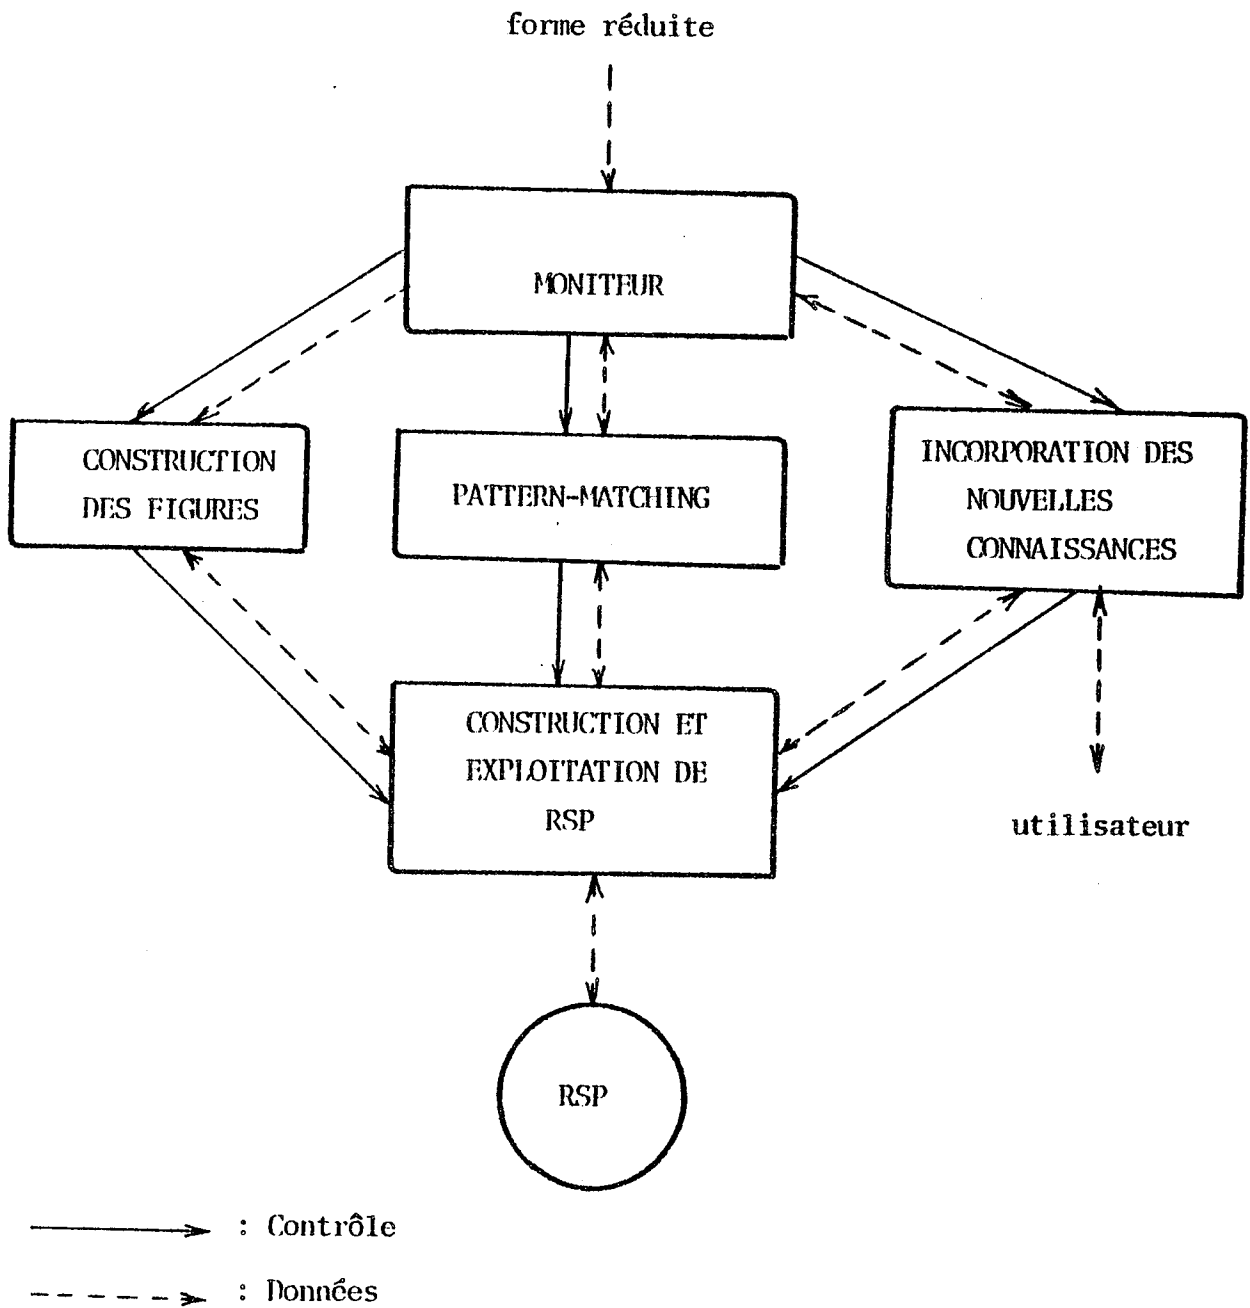 forme réduite
MONITEUR
CONSTRUCTION
DES FIGURES
PATTERN-MATCHING
INCORPORATION DES
NOUVELLES
CONNAISSANCES
CONSTRUCTION ET
EXPLOITATION DE
RSP
utilisateur
RSP
: Contrôle
: Données